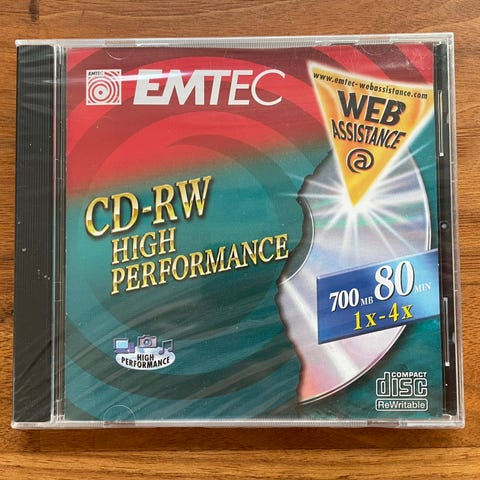 EMTEC
EMTEC
www.emtec-webassistance.com
WEB
ASSISTANCE
@
CD-RW
HIGH
PERFORMANCE
700 MB 80 MIN
1x-4x
HIGH
PERFORMANCE
COMPACT
disc
ReWritable